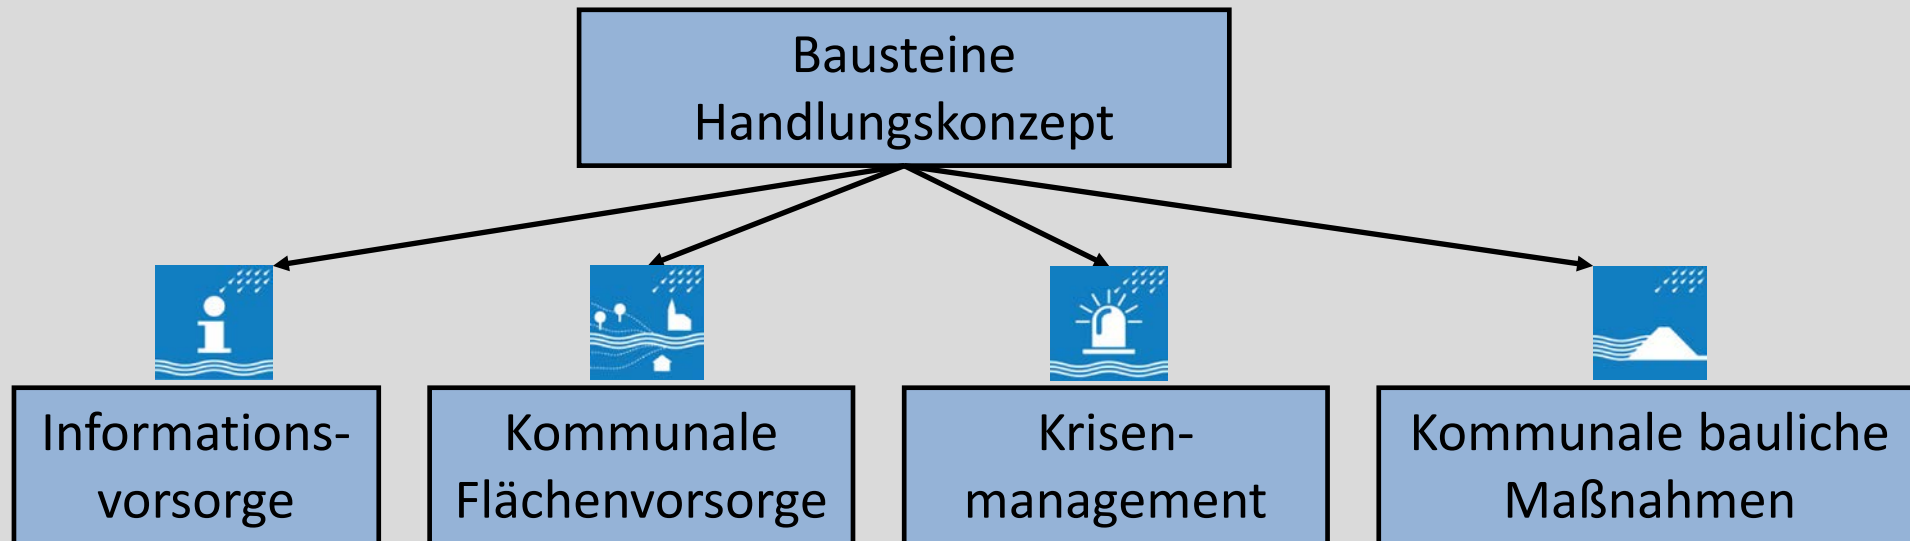 Bausteine
Handlungskonzept
Informations-
vorsorge
Kommunale
Flächenvorsorge
Krisen-
management
Kommunale bauliche
Maßnahmen